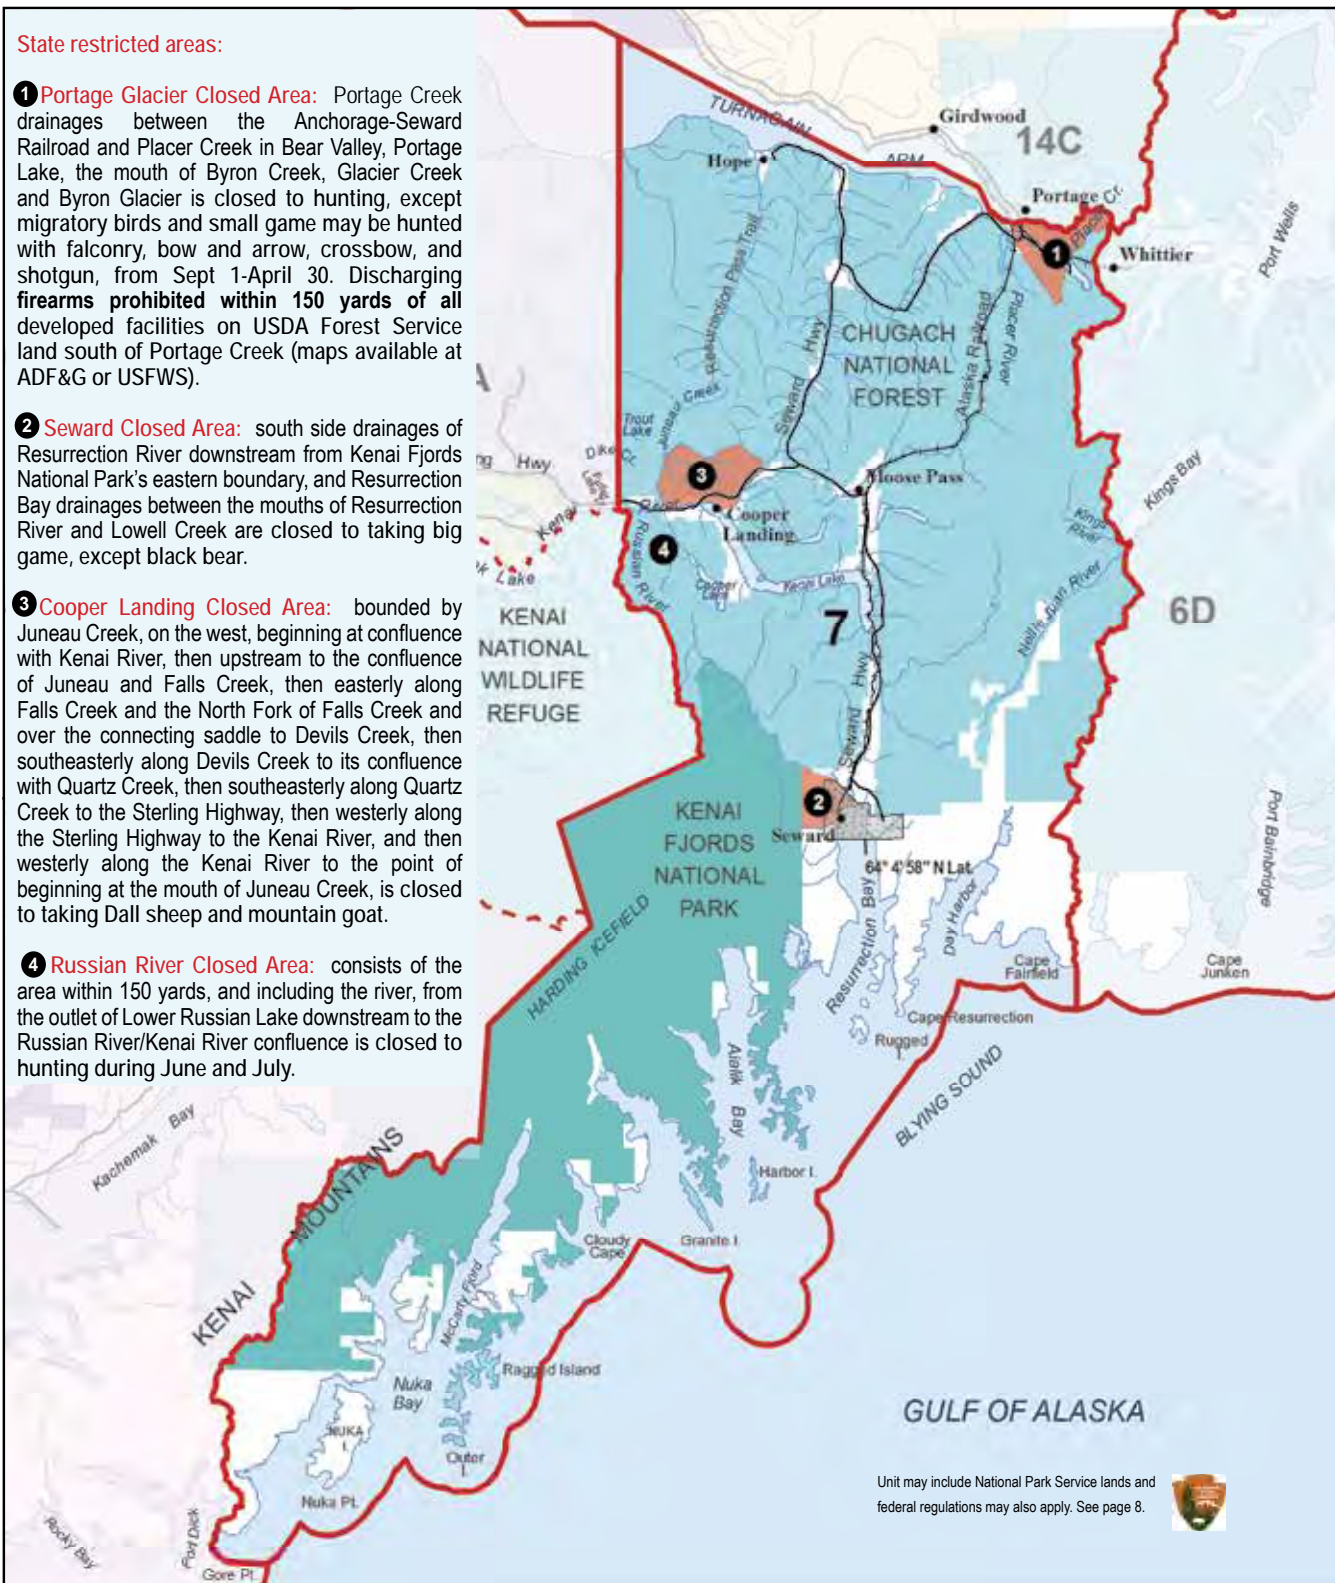 State restricted areas:
1 Portage Glacier Closed Area: Portage Creek
drainages between the Anchorage-Seward
Railroad and Placer Creek in Bear Valley, Portage
Lake, the mouth of Byron Creek, Glacier Creek
and Byron Glacier is closed to hunting, except
migratory birds and small game may be hunted
with falconry, bow and arrow, crossbow, and
shotgun, from Sept 1-April 30. Discharging
firearms prohibited within 150 yards of all
developed facilities on USDA Forest Service
land south of Portage Creek (maps available at
ADF&G or USFWS).
2 Seward Closed Area: south side drainages of
Resurrection River downstream from Kenai Fjords
National Park's eastern boundary, and Resurrection
Bay drainages between the mouths of Resurrection
River and Lowell Creek are closed to taking big
game, except black bear.
3 Cooper Landing Closed Area: bounded by
Juneau Creek, on the west, beginning at confluence
with Kenai River, then upstream to the confluence
of Juneau and Falls Creek, then easterly along
Falls Creek and the North Fork of Falls Creek and
over the connecting saddle to Devils Creek, then
southeasterly along Devils Creek to its confluence
with Quartz Creek, then southeasterly along Quartz
Creek to the Sterling Highway, then westerly along
the Sterling Highway to the Kenai River, and then
westerly along the Kenai River to the point of
beginning at the mouth of Juneau Creek, is closed
to taking Dall sheep and mountain goat.
4 Russian River Closed Area: consists of the
area within 150 yards, and including the river, from
the outlet of Lower Russian Lake downstream to the
Russian River/Kenai River confluence is closed to
hunting during June and July.
TURNAGAIN
ARM
Girdwood
14C
Hope
Portage
Placer Cr.
1
Whittier
Port Wells
Resurrection Pass Trail
Seward Hwy
CHUGACH
NATIONAL
FOREST
Alaska Railroad
Placer River
A
Trout
Lake
Juneau Creek
Dike Cr.
ng Hwy
3
Moose Pass
Kings Bay
Kings
River
Kenai
River
Cooper
Landing
4
Russian River
Cooper
Lake
Kenai Lake
k Lake
Nellie Juan River
KENAI
NATIONAL
WILDLIFE
REFUGE
7
6D
Seward Hwy
2
Seward
KENAI
FJORDS
NATIONAL
PARK
64° 4'58" N Lat.
HARDING ICEFIELD
Resurrection Bay
Day Harbor
Port Bainbridge
Cape
Fairfield
Cape
Junken
Cape Resurrection
Rugged
I.
Aialik
Bay
BLYING SOUND
Kachemak Bay
Harbor I.
KENAI MOUNTAINS
Cloudy
Cape
Granite I.
McCarty Fjord
Ragged Island
Nuka
Bay
NUKA
I.
Outer
I.
Nuka Pt.
Port Dick
Rocky Bay
Gore Pt.
GULF OF ALASKA
Unit may include National Park Service lands and
federal regulations may also apply. See page 8.